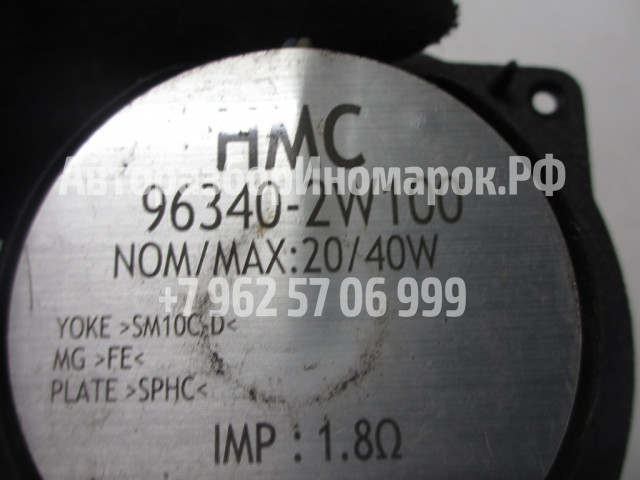 HMC
АвторазборИномарок.РФ
96340-2W100
NOM/MAX:20/40W
+7 962 57 06 999
YOKE >SM10C-D<
MG >FE<
PLATE >SPHC<
IMP : 1.8Ω